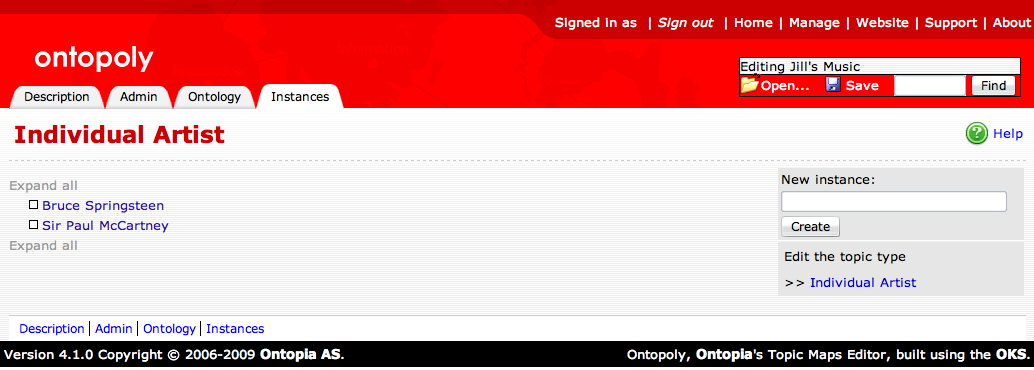 Signed in as | Sign out | Home | Manage | Website | Support | About
ontopoly
Editing Jill's Music
Open... Save Find
Description Admin Ontology Instances
Individual Artist
? Help
Expand all
Bruce Springsteen
Sir Paul McCartney
Expand all
New instance:
Create
Edit the topic type
>> Individual Artist
Description | Admin | Ontology | Instances
Version 4.1.0 Copyright © 2006-2009 Ontopia AS. Ontopoly, Ontopia's Topic Maps Editor, built using the OKS.